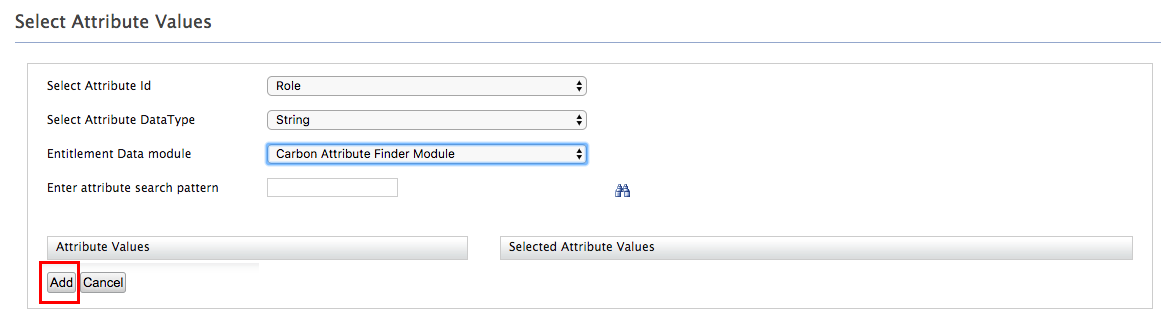 Select Attribute Values
Select Attribute Id Role
Select Attribute DataType String
Entitlement Data module Carbon Attribute Finder Module
Enter attribute search pattern
Attribute Values Selected Attribute Values
Add Cancel